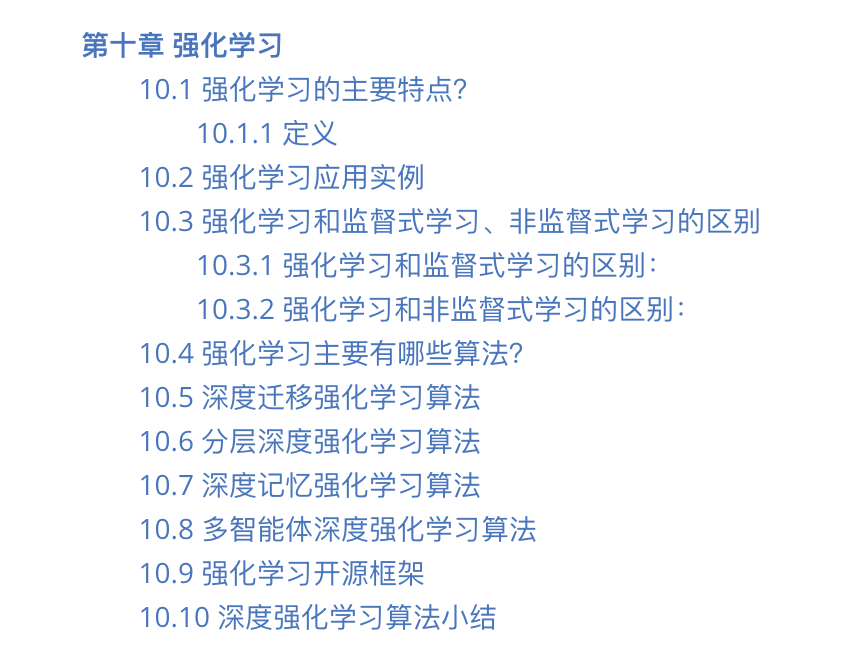 第十章 强化学习
10.1 强化学习的主要特点？
10.1.1 定义
10.2 强化学习应用实例
10.3 强化学习和监督式学习、非监督式学习的区别
10.3.1 强化学习和监督式学习的区别：
10.3.2 强化学习和非监督式学习的区别：
10.4 强化学习主要有哪些算法？
10.5 深度迁移强化学习算法
10.6 分层深度强化学习算法
10.7 深度记忆强化学习算法
10.8 多智能体深度强化学习算法
10.9 强化学习开源框架
10.10 深度强化学习算法小结